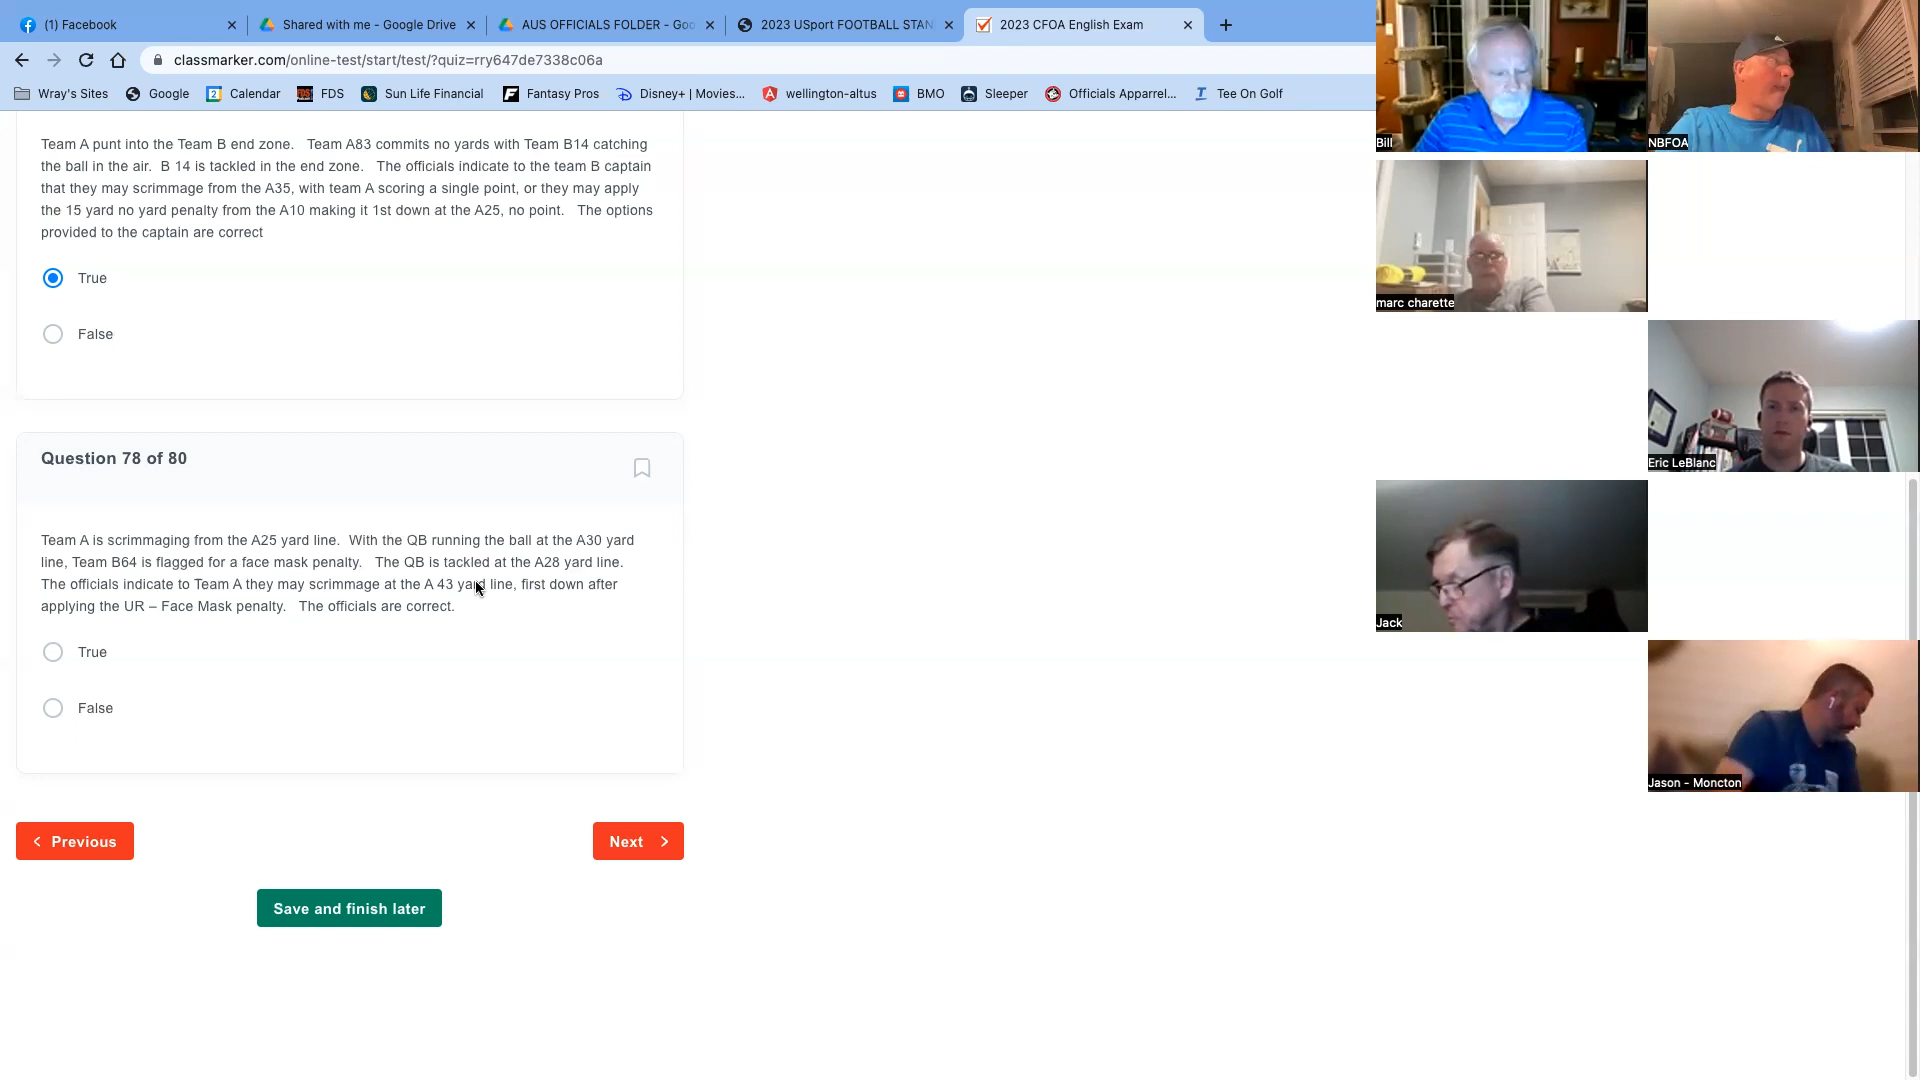 (1) Facebook
Shared with me - Google Drive
AUS OFFICIALS FOLDER - Goo
2023 USport FOOTBALL STAN
2023 CFOA English Exam
classmarker.com/online-test/start/test/?quiz=rry647de7338c06a
Wray's Sites
Google
Calendar
FDS
Sun Life Financial
Fantasy Pros
Disney+ | Movies...
wellington-altus
BMO
Sleeper
Officials Apparrel...
Tee On Golf
Team A punt into the Team B end zone. Team A83 commits no yards with Team B14 catching
the ball in the air. B 14 is tackled in the end zone. The officials indicate to the team B captain
that they may scrimmage from the A35, with team A scoring a single point, or they may apply
the 15 yard no yard penalty from the A10 making it 1st down at the A25, no point. The options
provided to the captain are correct
True
False
Question 78 of 80
Team A is scrimmaging from the A25 yard line. With the QB running the ball at the A30 yard
line, Team B64 is flagged for a face mask penalty. The QB is tackled at the A28 yard line.
The officials indicate to Team A they may scrimmage at the A 43 yard line, first down after
applying the UR – Face Mask penalty. The officials are correct.
True
False
Previous
Next
Save and finish later
Bill
NBFOA
marc charette
Eric LeBlanc
Jack
Jason - Moncton